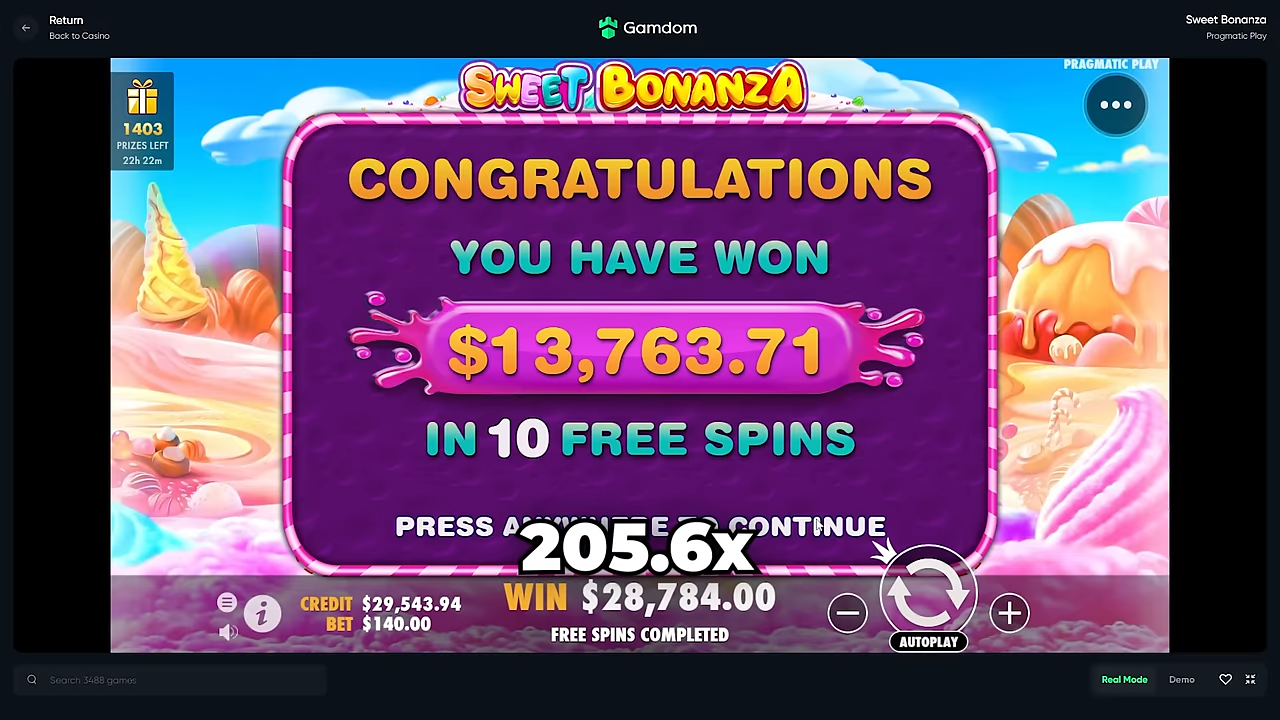 Return
Back to Casino
Gamdom
Sweet Bonanza
Pragmatic Play
PRAGMATIC PLAY
SWEET BONANZA
1403
PRIZES LEFT
22h 22m
CONGRATULATIONS
YOU HAVE WON
$13,763.71
IN 10 FREE SPINS
PRESS ANYWHERE TO CONTINUE
205.6x
CREDIT $29,543.94
BET $140.00
WIN $28,784.00
FREE SPINS COMPLETED
AUTOPLAY
Search 3488 games
Real Mode
Demo